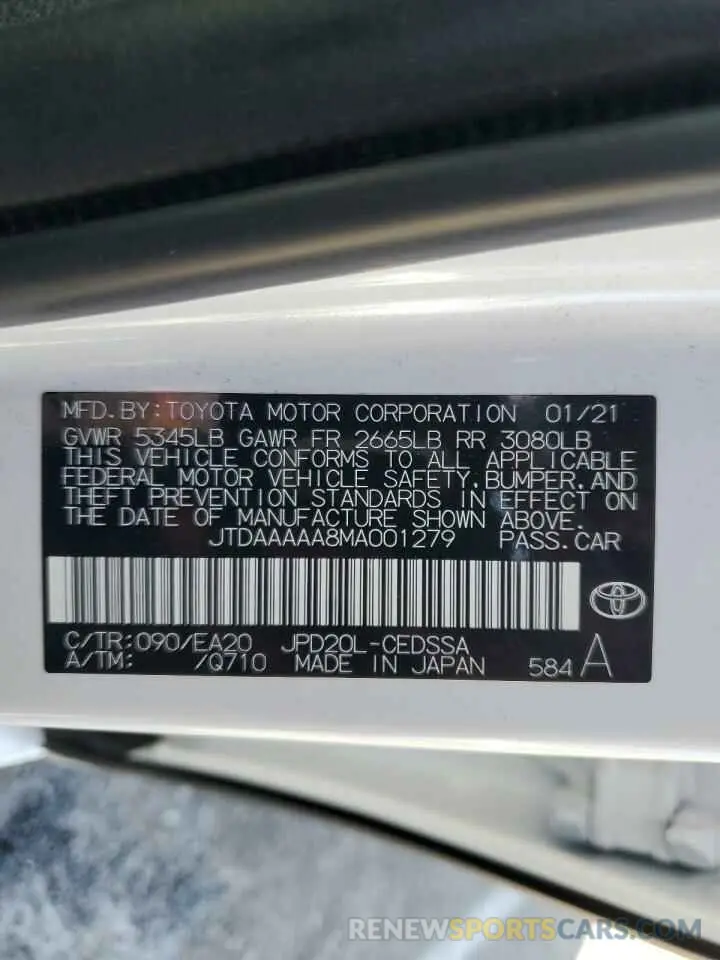 MFD.BY:TOYOTA MOTOR CORPORATION 01/21
GVWR 5345LB GAWR FR 2665LB RR 3080LB
THIS VEHICLE CONFORMS TO ALL APPLICABLE
FEDERAL MOTOR VEHICLE SAFETY,BUMPER,AND
THEFT PREVENTION STANDARDS IN EFFECT ON
THE DATE OF MANUFACTURE SHOWN ABOVE.
JTDAAAAA8MA001279 PASS.CAR
C/TR:090/EA20 JPD20L-CEDSSA
A/TM: /Q710 MADE IN JAPAN 584 A
RENEWSPORTSCARS.COM